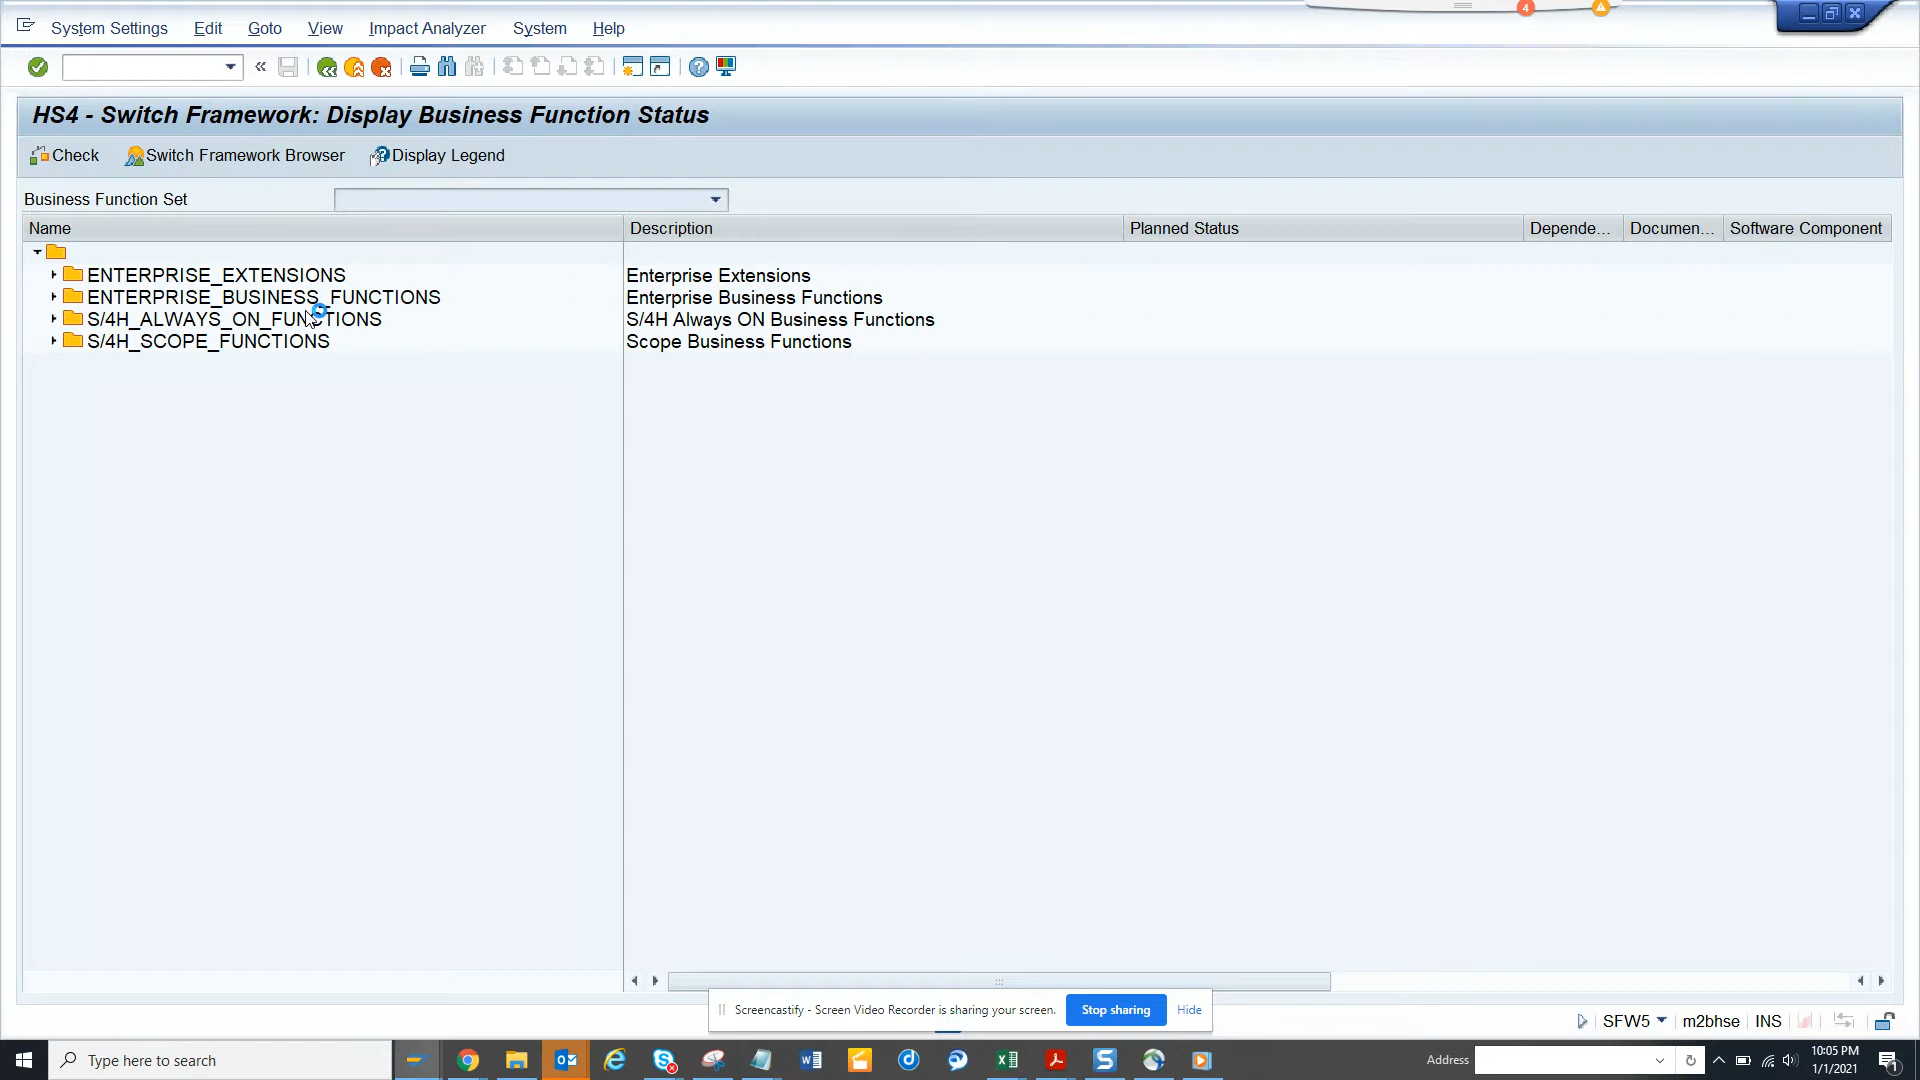 4
System Settings Edit Goto View Impact Analyzer System Help
HS4 - Switch Framework: Display Business Function Status
Check Switch Framework Browser Display Legend
Business Function Set
Name Description Planned Status Depende... Documen... Software Component
ENTERPRISE_EXTENSIONS Enterprise Extensions
ENTERPRISE_BUSINESS_FUNCTIONS Enterprise Business Functions
S/4H_ALWAYS_ON_FUNCTIONS S/4H Always ON Business Functions
S/4H_SCOPE_FUNCTIONS Scope Business Functions
Screencastify - Screen Video Recorder is sharing your screen. Stop sharing Hide
SFW5 m2bhse INS
Type here to search Address 10:05 PM
1/1/2021
1